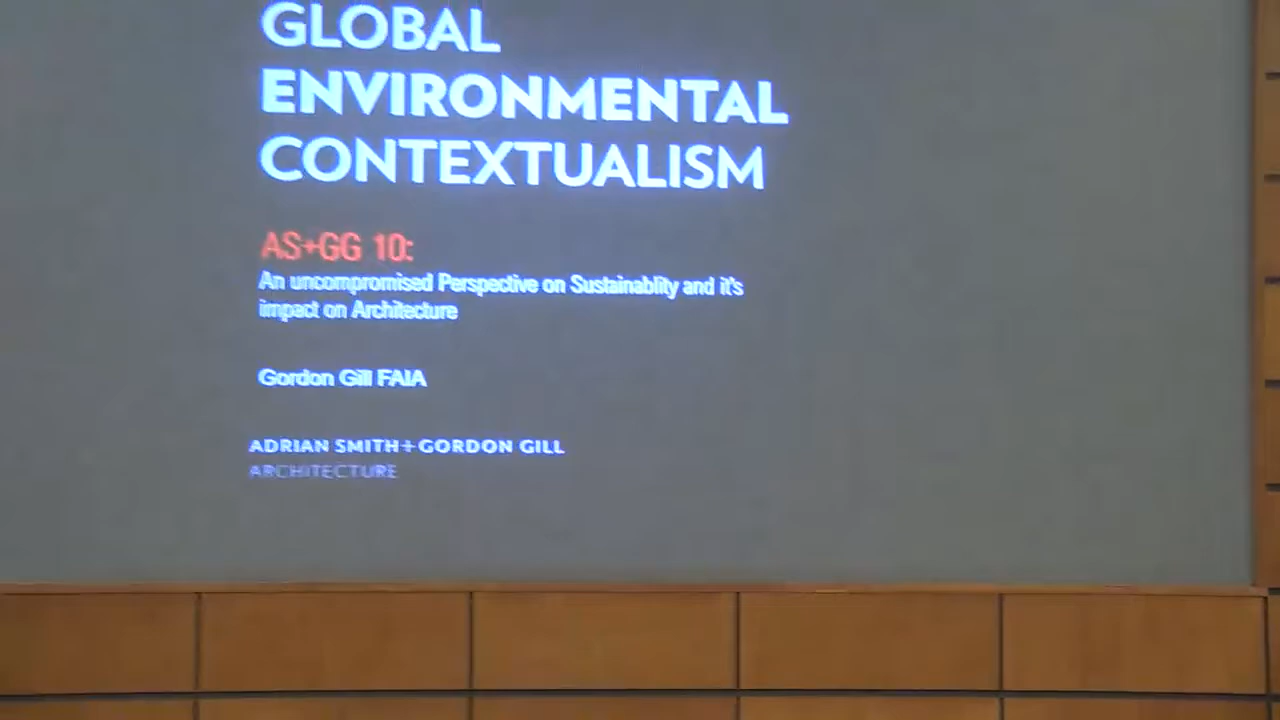 GLOBAL
ENVIRONMENTAL
CONTEXTUALISM
AS+GG 10:
An uncompromised Perspective on Sustainablity and it's
impact on Architecture
Gordon Gill FAIA
ADRIAN SMITH+GORDON GILL
ARCHITECTURE